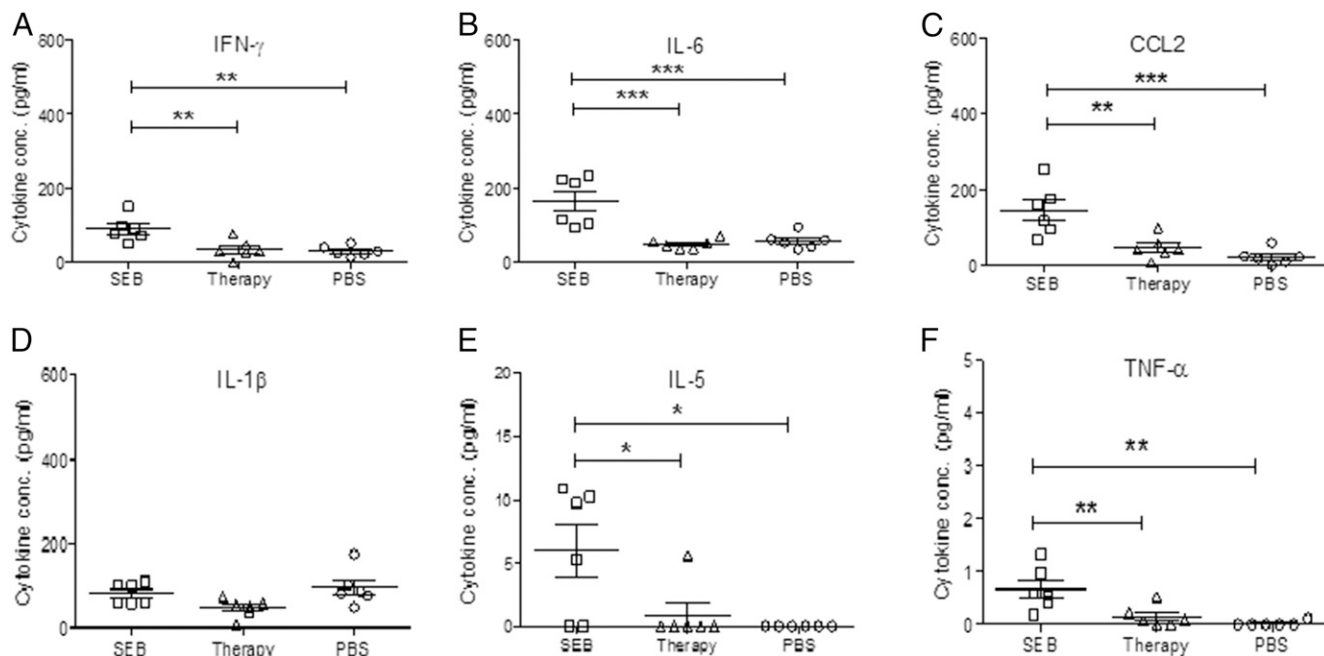 A
IFN-γ
Cytokine conc. (pg/ml)
600
400
200
0
**
**
SEB Therapy PBS
B
IL-6
Cytokine conc. (pg/ml)
600
400
200
0
***
***
SEB Therapy PBS
C
CCL2
Cytokine conc. (pg/ml)
600
400
200
0
***
**
SEB Therapy PBS
D
IL-1β
Cytokine conc. (pg/ml)
600
400
200
0
SEB Therapy PBS
E
IL-5
Cytokine conc. (pg/ml)
20
15
10
5
0
*
*
SEB Therapy PBS
F
TNF-α
Cytokine conc. (pg/ml)
5
4
3
2
1
0
**
**
SEB Therapy PBS